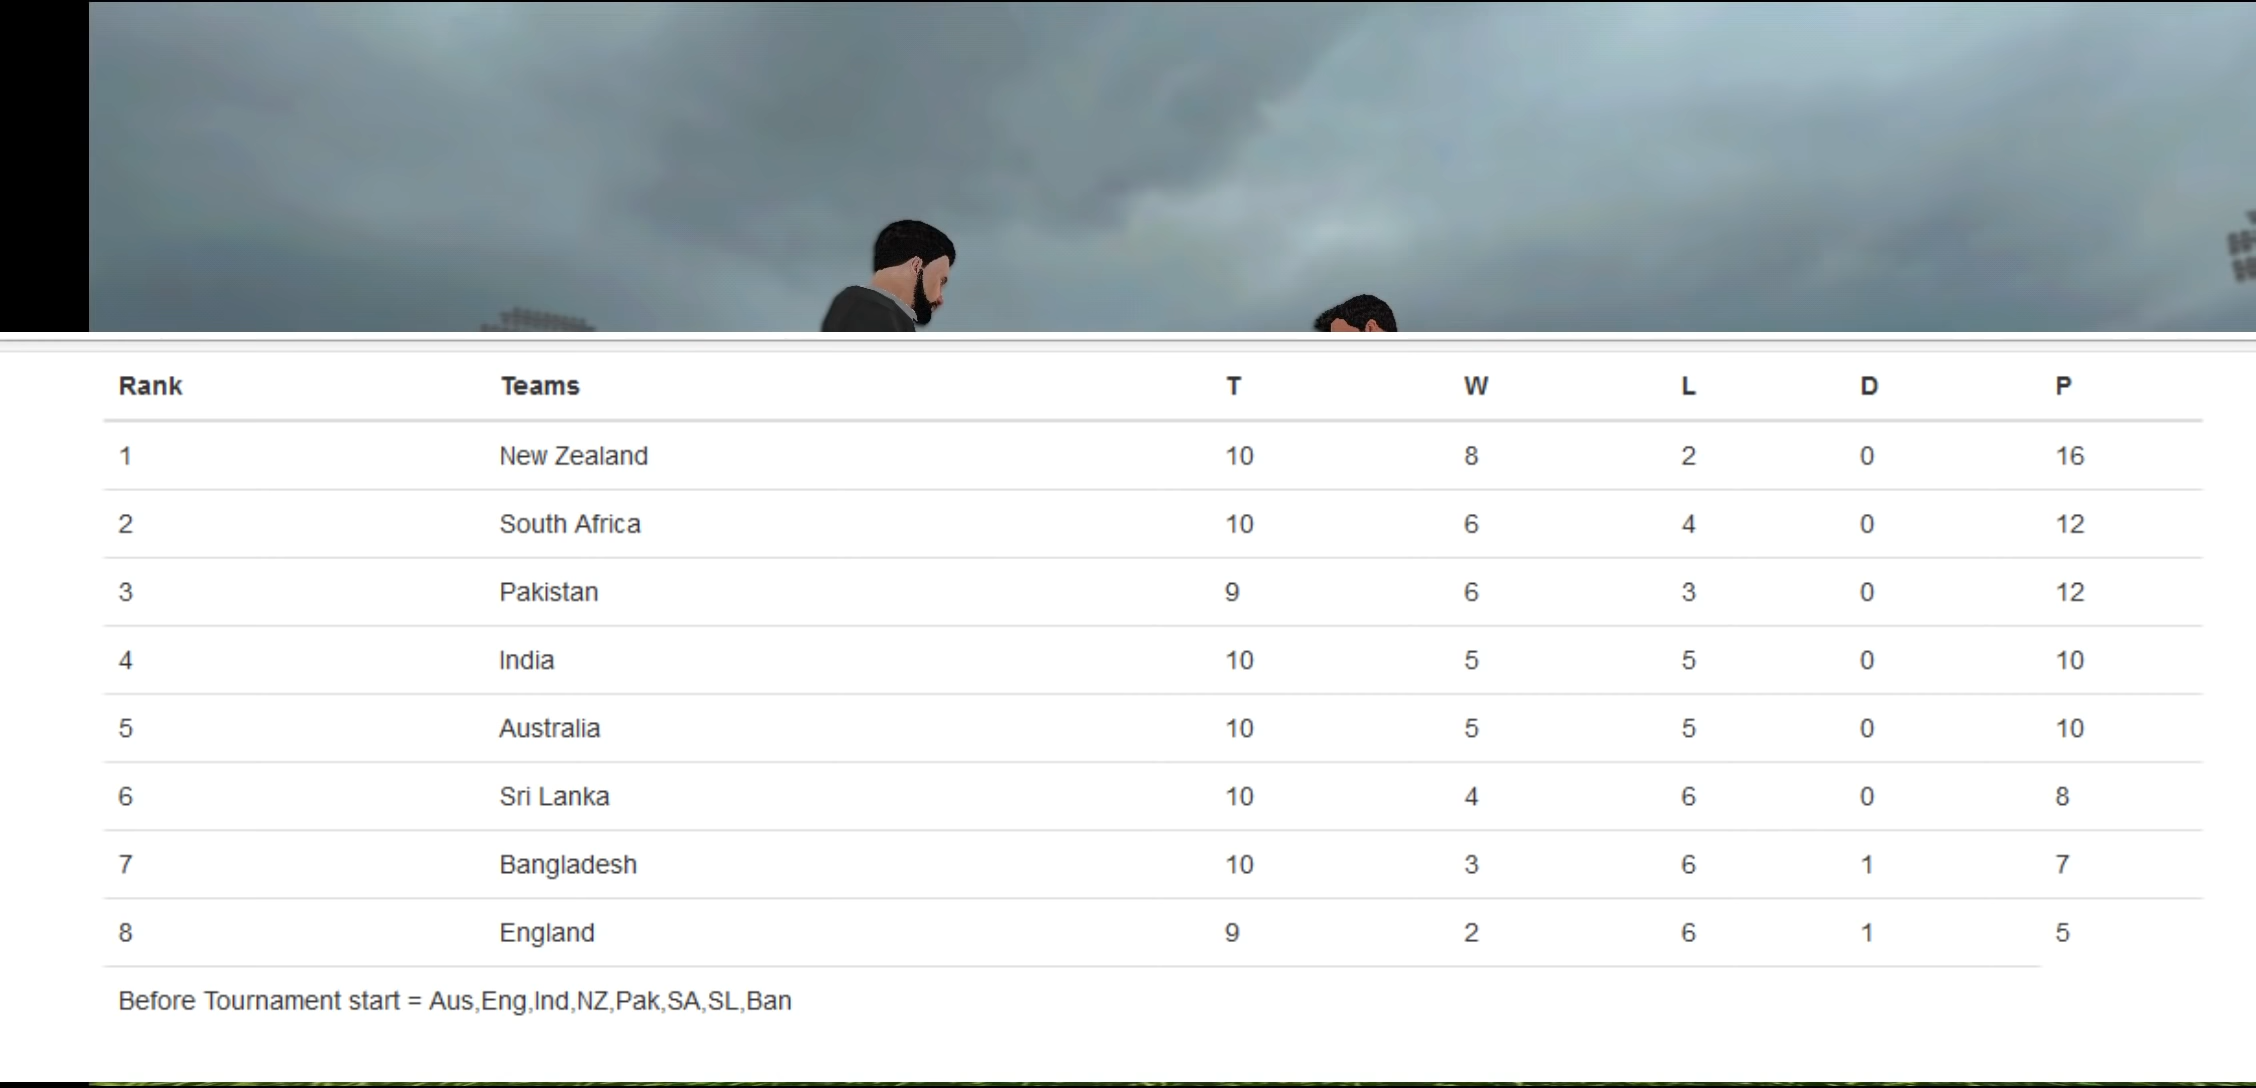 Rank Teams T W L D P
1 New Zealand 10 8 2 0 16
2 South Africa 10 6 4 0 12
3 Pakistan 9 6 3 0 12
4 India 10 5 5 0 10
5 Australia 10 5 5 0 10
6 Sri Lanka 10 4 6 0 8
7 Bangladesh 10 3 6 1 7
8 England 9 2 6 1 5
Before Tournament start = Aus,Eng,Ind,NZ,Pak,SA,SL,Ban